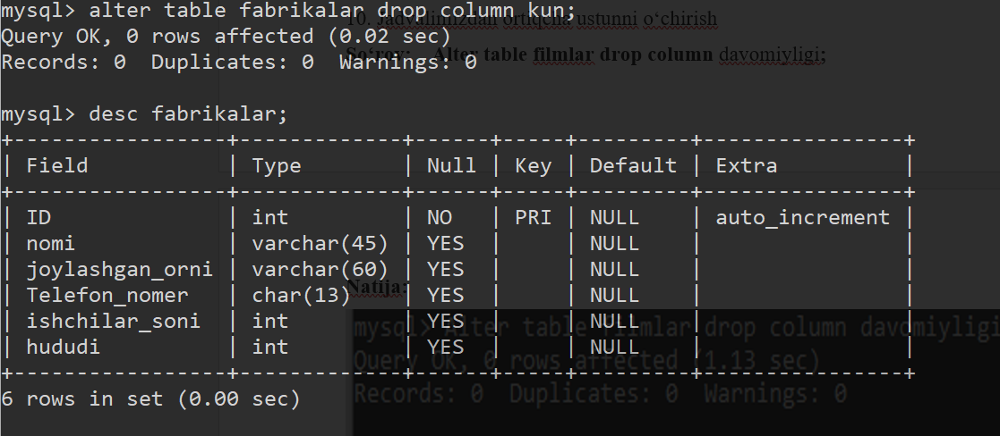 mysql> alter table fabrikalar drop column kun;
10. Jadvalimizdan ortiqcha ustunni o‘chirish
Query OK, 0 rows affected (0.02 sec)
So‘rov: - Alter table filmlar drop column davomiyligi;
Records: 0  Duplicates: 0  Warnings: 0
mysql> desc fabrikalar;
+-----------------+-------------+------+-----+---------+----------------+
| Field           | Type        | Null | Key | Default | Extra          |
+-----------------+-------------+------+-----+---------+----------------+
| ID              | int         | NO   | PRI | NULL    | auto_increment |
| nomi            | varchar(45) | YES  |     | NULL    |                |
| joylashgan_orni | varchar(60) | YES  |     | NULL    |                |
| Telefon_nomer   | char(13)    | YES  |     | NULL    |                |
| ishchilar_soni  | int         | YES  |     | NULL    |                |
| hududi          | int         | YES  |     | NULL    |                |
+-----------------+-------------+------+-----+---------+----------------+
6 rows in set (0.00 sec)
Natija:
mysql> Alter table filmlar drop column davomiyligi
Query OK, 0 rows affected (1.13 sec)
Records: 0  Duplicates: 0  Warnings: 0